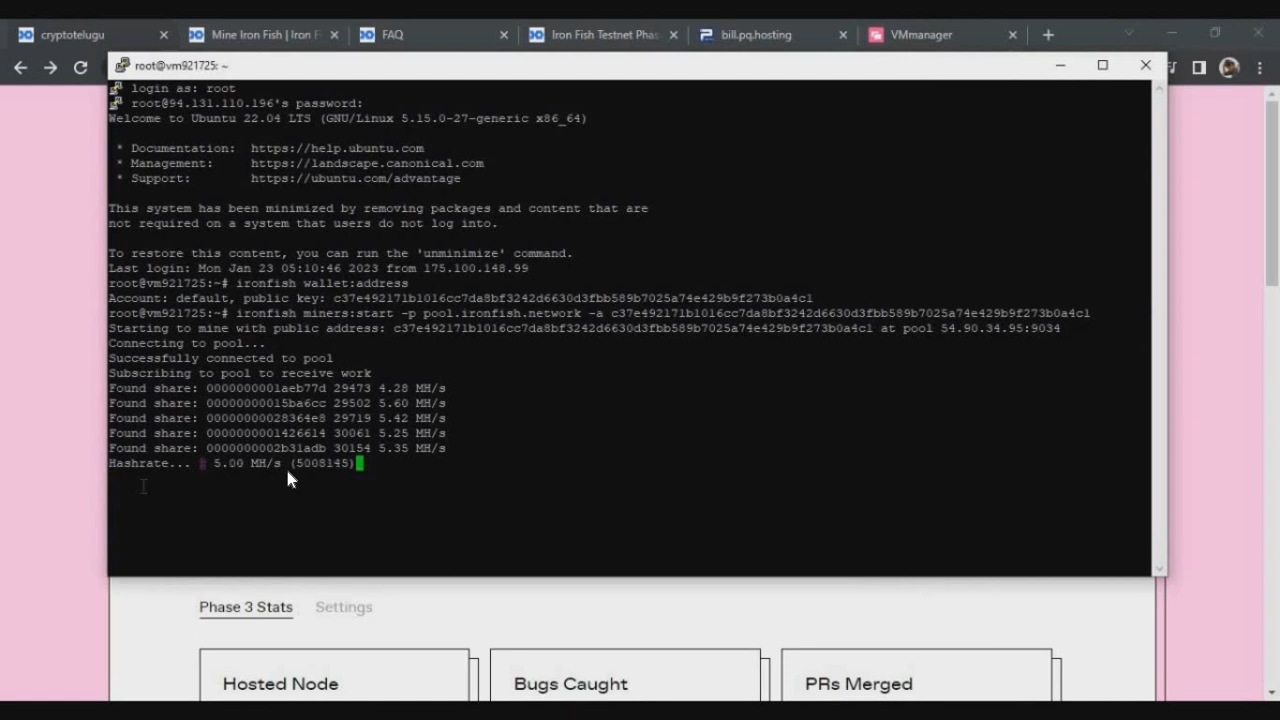 cryptotelugu
Mine Iron Fish | Iron F
FAQ
Iron Fish Testnet Phas
bill.pq.hosting
VMmanager
root@vm921725: ~
login as: root
root@94.131.110.196's password:
Welcome to Ubuntu 22.04 LTS (GNU/Linux 5.15.0-27-generic x86_64)
* Documentation: https://help.ubuntu.com
* Management: https://landscape.canonical.com
* Support: https://ubuntu.com/advantage
This system has been minimized by removing packages and content that are
not required on a system that users do not log into.
To restore this content, you can run the 'unminimize' command.
Last login: Mon Jan 23 05:10:46 2023 from 175.100.148.99
root@vm921725:~# ironfish wallet:address
Account: default, public key: c37e492171b1016cc7da8bf3242d6630d3fbb589b7025a74e429b9f273b0a4c1
root@vm921725:~# ironfish miners:start -p pool.ironfish.network -a c37e492171b1016cc7da8bf3242d6630d3fbb589b7025a74e429b9f273b0a4c1
Starting to mine with public address: c37e492171b1016cc7da8bf3242d6630d3fbb589b7025a74e429b9f273b0a4c1 at pool 54.90.34.95:9034
Connecting to pool...
Successfully connected to pool
Subscribing to pool to receive work
Found share: 0000000001aeb77d 29473 4.28 MH/s
Found share: 00000000015ba6cc 29502 5.60 MH/s
Found share: 00000000028364e8 29719 5.42 MH/s
Found share: 0000000001426614 30061 5.25 MH/s
Found share: 0000000002b31adb 30154 5.35 MH/s
Hashrate... 5.00 MH/s (5008145)
Phase 3 Stats
Settings
Hosted Node
Bugs Caught
PRs Merged